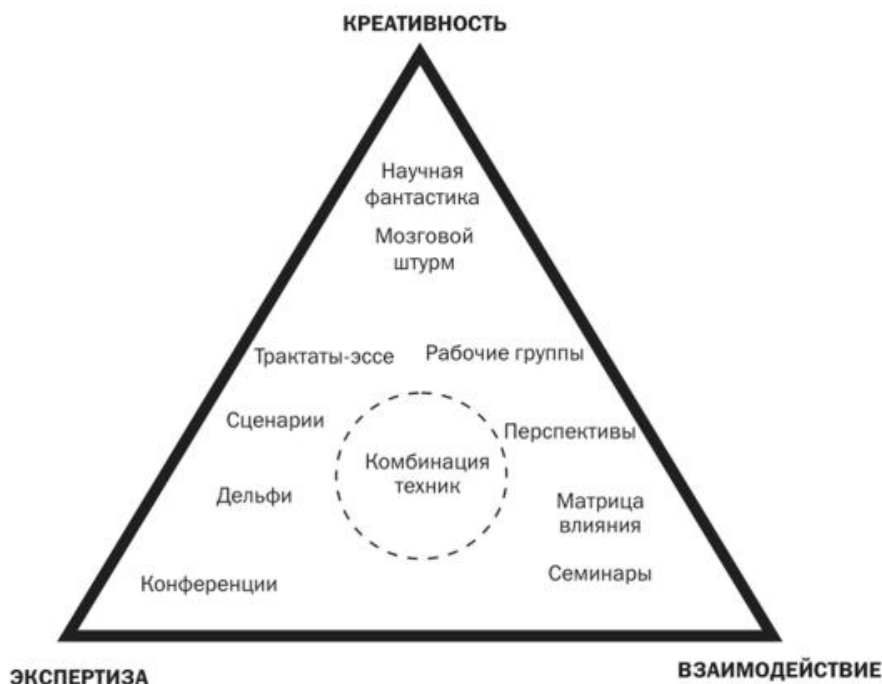 КРЕАТИВНОСТЬ
Научная
фантастика
Мозговой
штурм
Трактаты-эссе
Рабочие группы
Сценарии
Перспективы
Комбинация
техник
Дельфи
Матрица
влияния
Конференции
Семинары
ЭКСПЕРТИЗА
ВЗАИМОДЕЙСТВИЕ